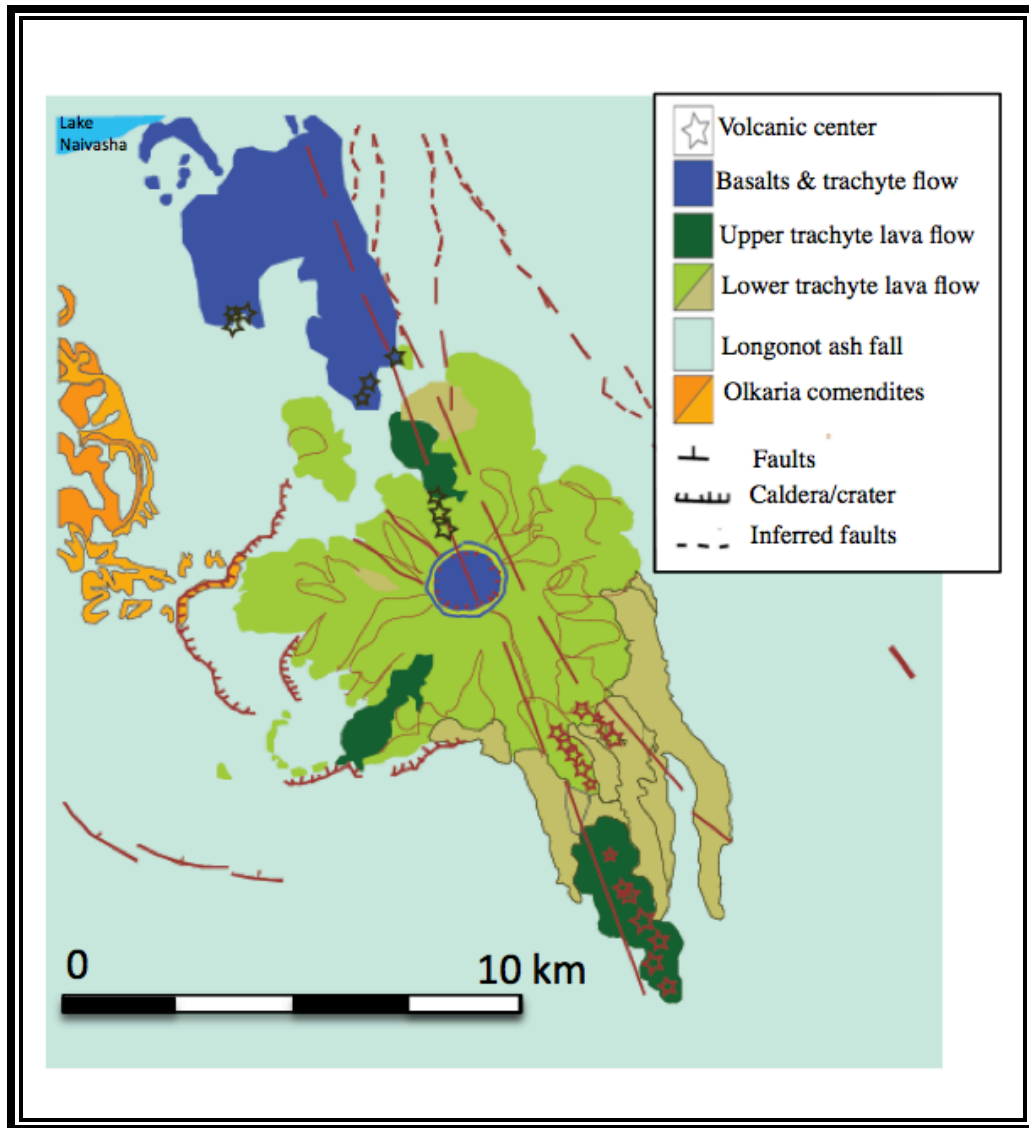 Lake
Naivasha
Volcanic center
Basalts & trachyte flow
Upper trachyte lava flow
Lower trachyte lava flow
Longonot ash fall
Olkaria comendites
Faults
Caldera/crater
Inferred faults
0
10 km